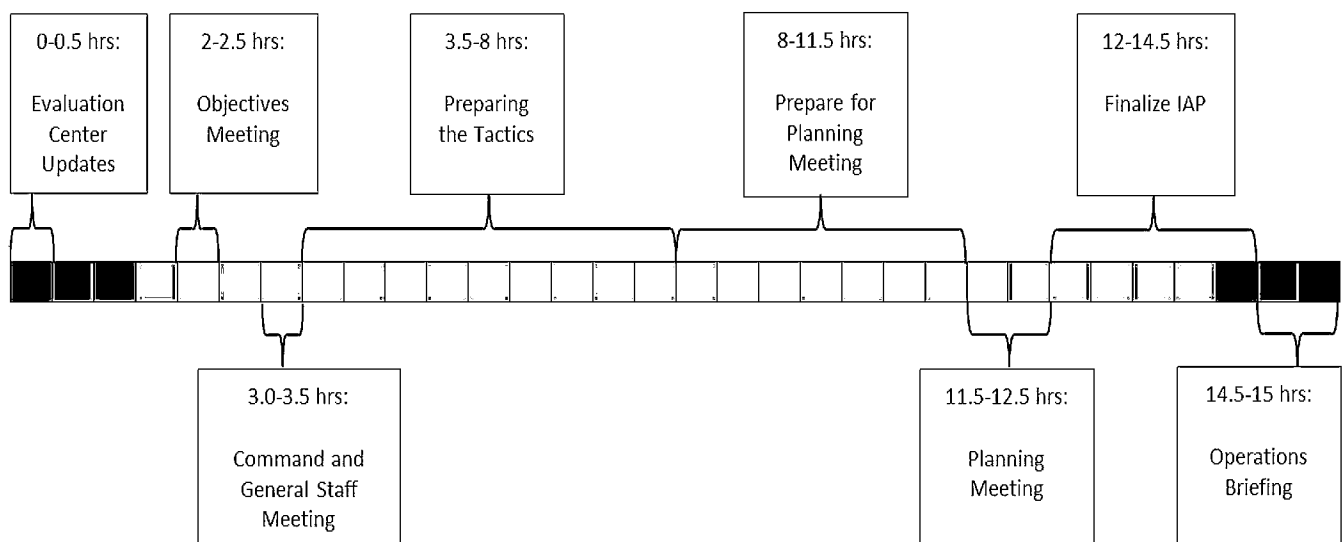 0-0.5 hrs:
Evaluation
Center
Updates
2-2.5 hrs:
Objectives
Meeting
3.5-8 hrs:
Preparing
the Tactics
8-11.5 hrs:
Prepare for
Planning
Meeting
12-14.5 hrs:
Finalize IAP
3.0-3.5 hrs:
Command and
General Staff
Meeting
11.5-12.5 hrs:
Planning
Meeting
14.5-15 hrs:
Operations
Briefing